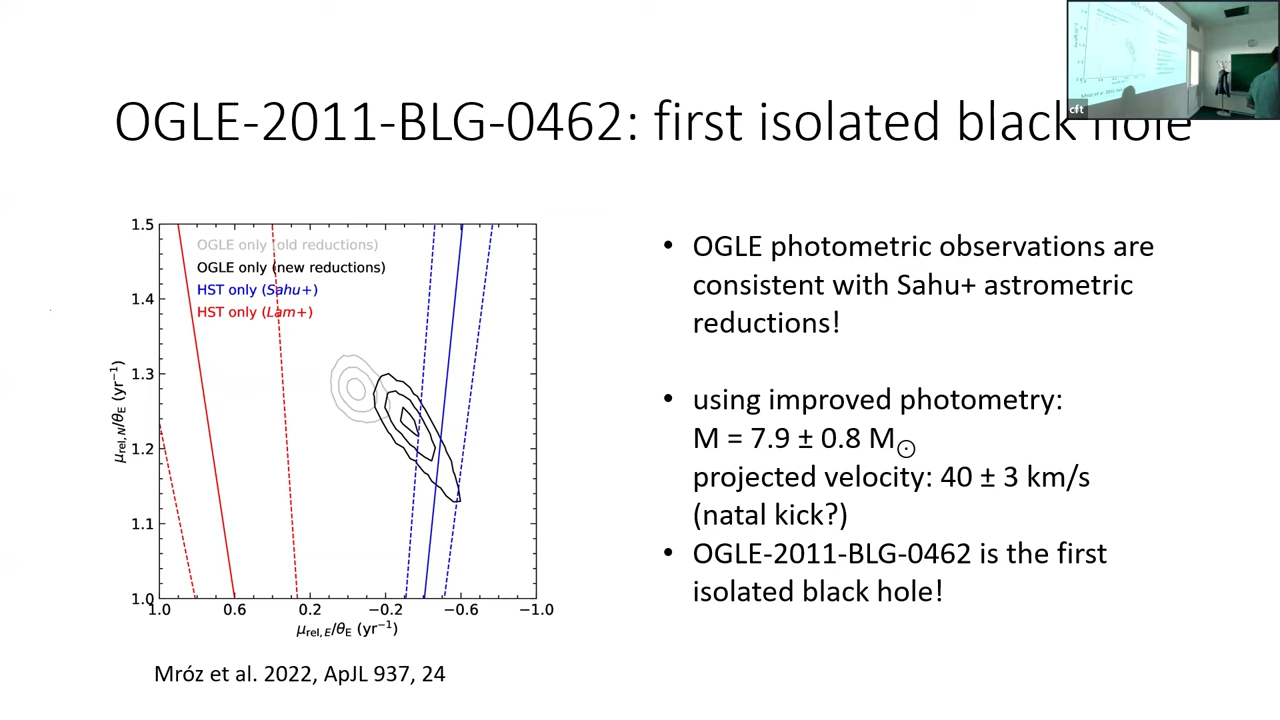 OGLE-2011-BLG-0462: first isolated black hole
cft
1.5
1.4
1.3
1.2
1.1
1.0
μrel,N/θE (yr−1)
OGLE only (old reductions)
OGLE only (new reductions)
HST only (Sahu+)
HST only (Lam+)
1.0 0.6 0.2 −0.2 −0.6 −1.0
μrel,E/θE (yr−1)
Mróz et al. 2022, ApJL 937, 24
• OGLE photometric observations are
consistent with Sahu+ astrometric
reductions!
• using improved photometry:
M = 7.9 ± 0.8 M☉
projected velocity: 40 ± 3 km/s
(natal kick?)
• OGLE-2011-BLG-0462 is the first
isolated black hole!